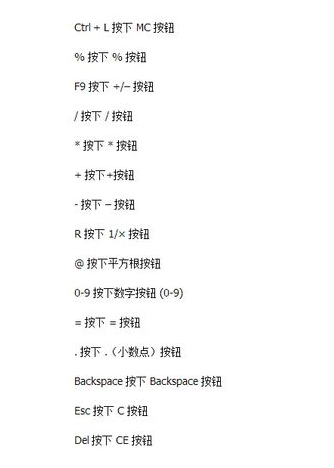 Ctrl + L 按下 MC 按钮
% 按下 % 按钮
F9 按下 +/– 按钮
/ 按下 / 按钮
* 按下 * 按钮
+ 按下+按钮
- 按下 – 按钮
R 按下 1/× 按钮
@ 按下平方根按钮
0-9 按下数字按钮 (0-9)
= 按下 = 按钮
. 按下 .（小数点）按钮
Backspace 按下 Backspace 按钮
Esc 按下 C 按钮
Del 按下 CE 按钮